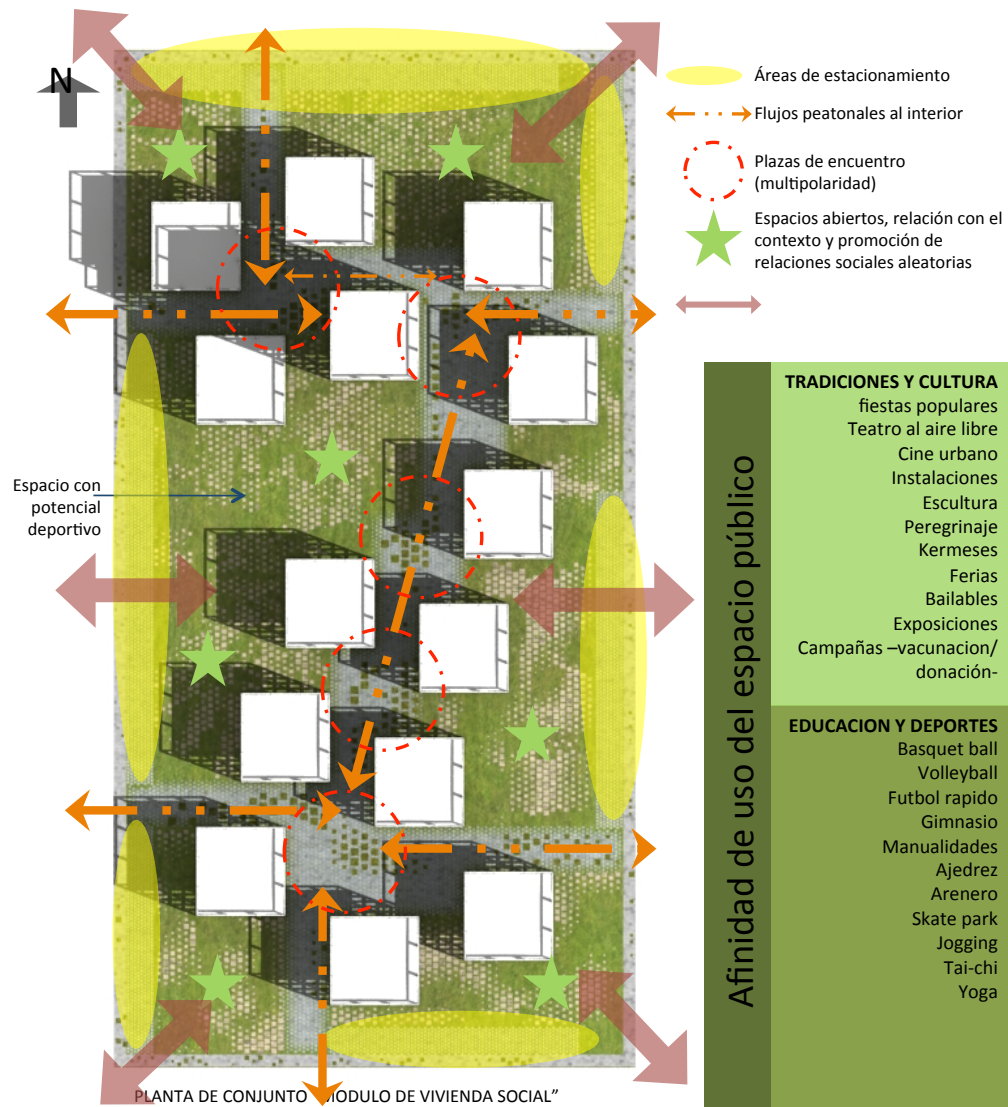 N
Áreas de estacionamiento
Flujos peatonales al interior
Plazas de encuentro
(multipolaridad)
Espacios abiertos, relación con el
contexto y promoción de
relaciones sociales aleatorias
Espacio con
potencial
deportivo
Afinidad de uso del espacio público
TRADICIONES Y CULTURA
fiestas populares
Teatro al aire libre
Cine urbano
Instalaciones
Escultura
Peregrinaje
Kermeses
Ferias
Bailables
Exposiciones
Campañas –vacunacion/
donación-
EDUCACION Y DEPORTES
Basquet ball
Volleyball
Futbol rapido
Gimnasio
Manualidades
Ajedrez
Arenero
Skate park
Jogging
Tai-chi
Yoga
PLANTA DE CONJUNTO MODULO DE VIVIENDA SOCIAL”